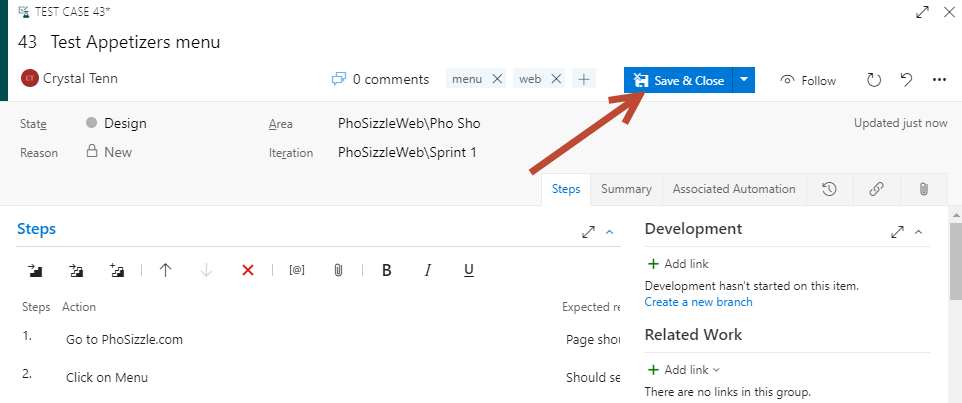 TEST CASE 43*
43 Test Appetizers menu
CT Crystal Tenn 0 comments menu web Save & Close Follow
State Design Area PhoSizzleWeb\Pho Sho Updated just now
Reason New Iteration PhoSizzleWeb\Sprint 1
Steps Summary Associated Automation
Steps Development
[@] B I U
Add link
Development hasn't started on this item.
Create a new branch
Steps Action Expected re
1. Go to PhoSizzle.com Page shou
2. Click on Menu Should se
Related Work
Add link
There are no links in this group.